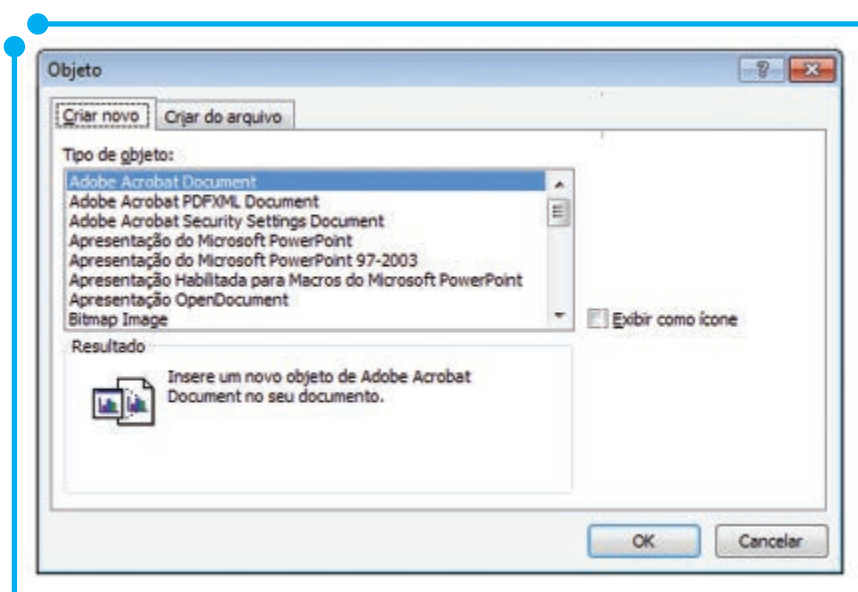 Objeto
Criar novo
Criar do arquivo
Tipo de objeto:
Adobe Acrobat Document
Adobe Acrobat PDFXML Document
Adobe Acrobat Security Settings Document
Apresentação do Microsoft PowerPoint
Apresentação do Microsoft PowerPoint 97-2003
Apresentação Habilitada para Macros do Microsoft PowerPoint
Apresentação OpenDocument
Bitmap Image
Exibir como ícone
Resultado
Insere um novo objeto de Adobe Acrobat
Document no seu documento.
OK
Cancelar